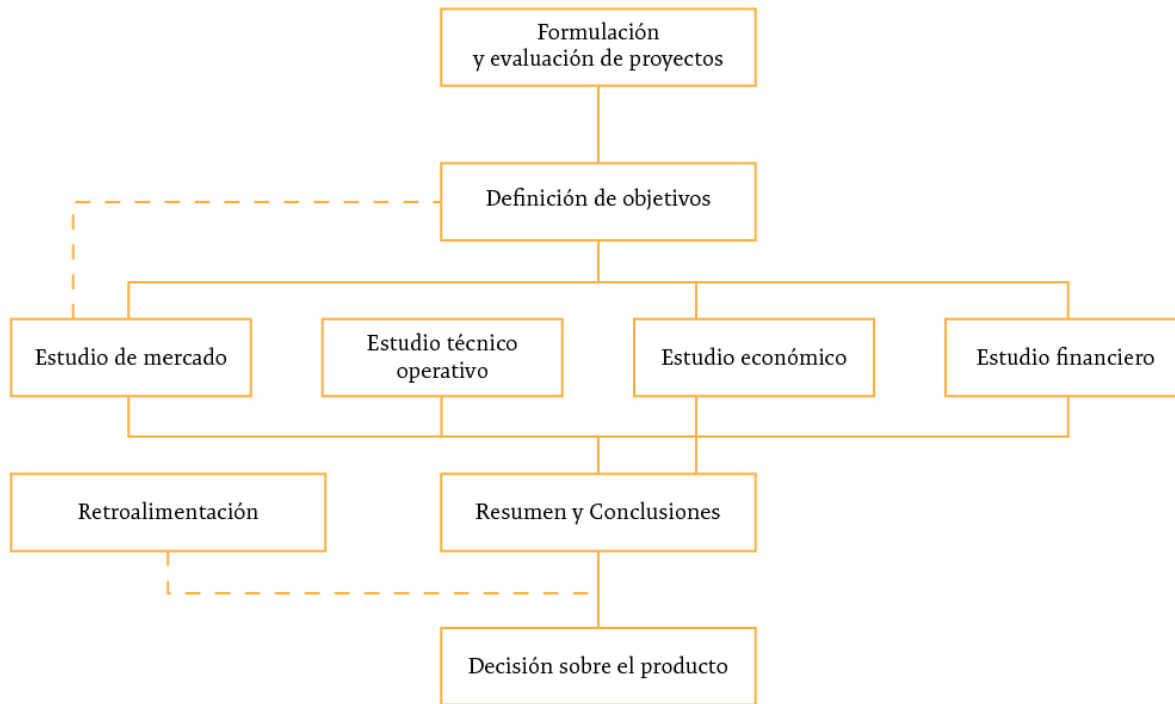 Formulación
y evaluación de proyectos
Definición de objetivos
Estudio de mercado
Estudio técnico
operativo
Estudio económico
Estudio financiero
Retroalimentación
Resumen y Conclusiones
Decisión sobre el producto